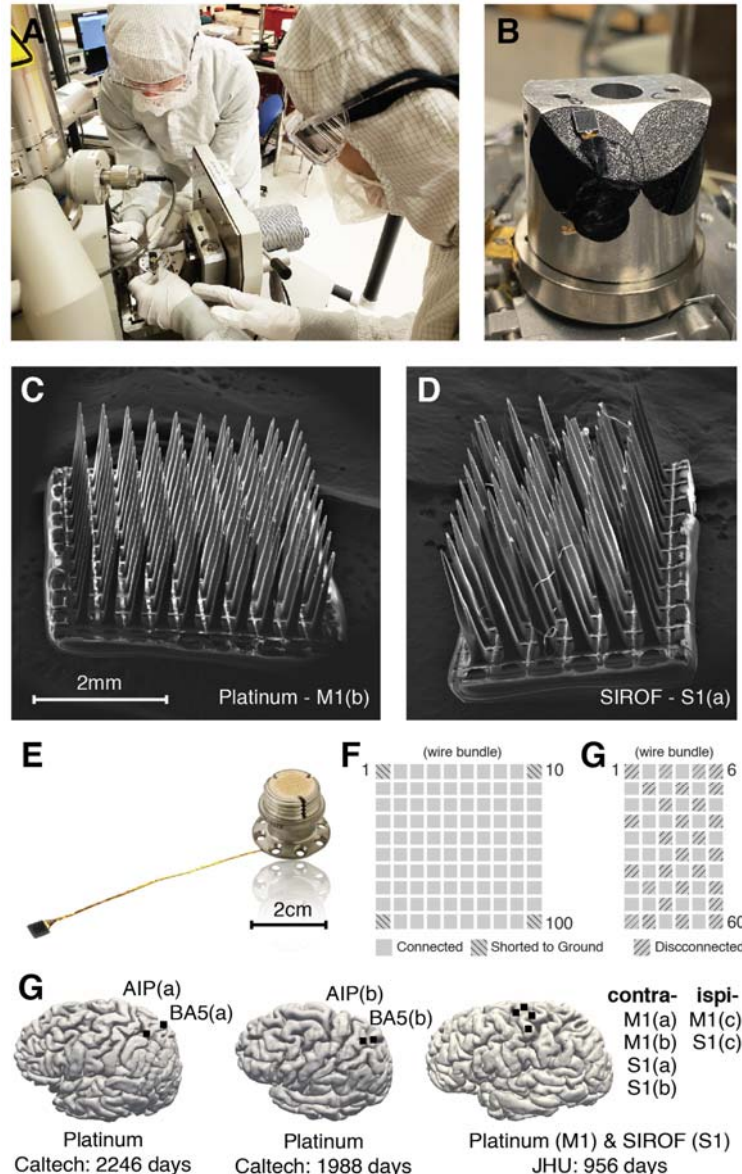 A
B
C
2mm
Platinum - M1(b)
D
SIROF - S1(a)
E
2cm
F
(wire bundle)
1
10
100
Connected
Shorted to Ground
G
(wire bundle)
1
6
60
Discconnected
G
AIP(a)
BA5(a)
Platinum
Caltech: 2246 days
AIP(b)
BA5(b)
Platinum
Caltech: 1988 days
contra-
ispi-
M1(a)
M1(c)
M1(b)
S1(c)
S1(a)
S1(b)
Platinum (M1) & SIROF (S1)
JHU: 956 days